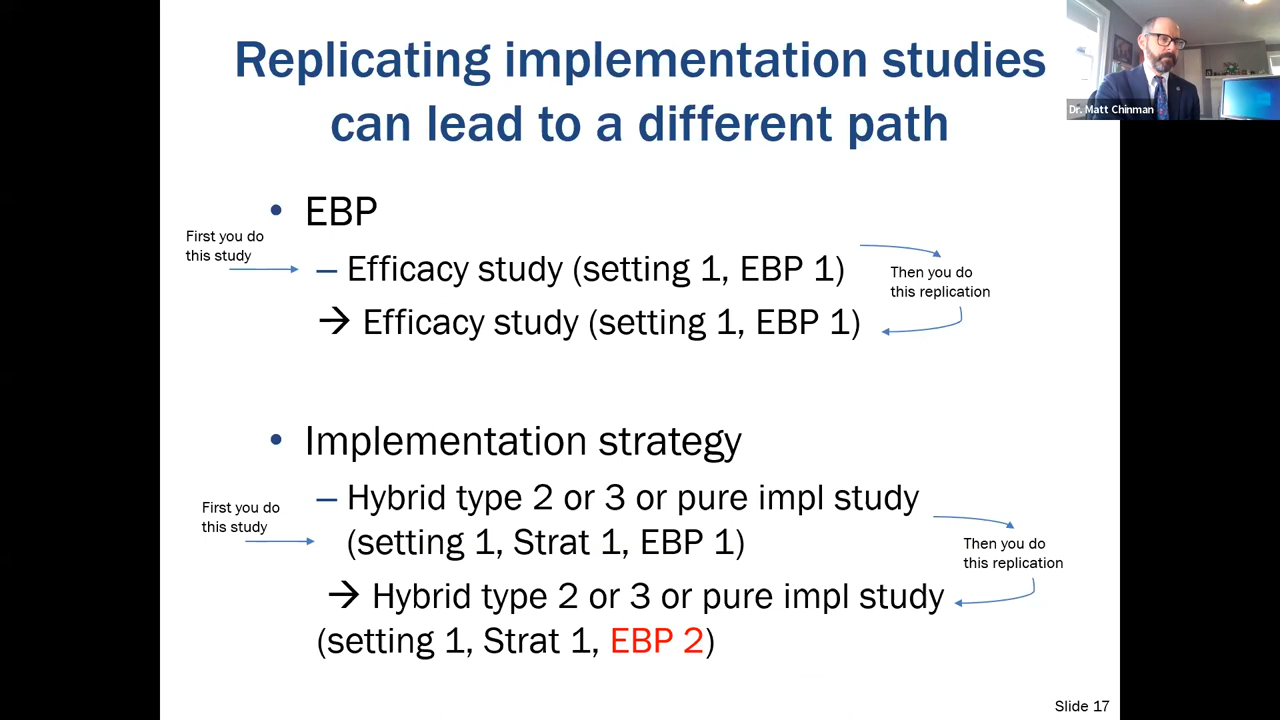 Replicating implementation studies
can lead to a different path
Dr. Matt Chinman
• EBP
First you do
this study
– Efficacy study (setting 1, EBP 1)
Then you do
this replication
→ Efficacy study (setting 1, EBP 1)
• Implementation strategy
First you do
this study
– Hybrid type 2 or 3 or pure impl study
(setting 1, Strat 1, EBP 1)
Then you do
this replication
→ Hybrid type 2 or 3 or pure impl study
(setting 1, Strat 1, EBP 2)
Slide 17